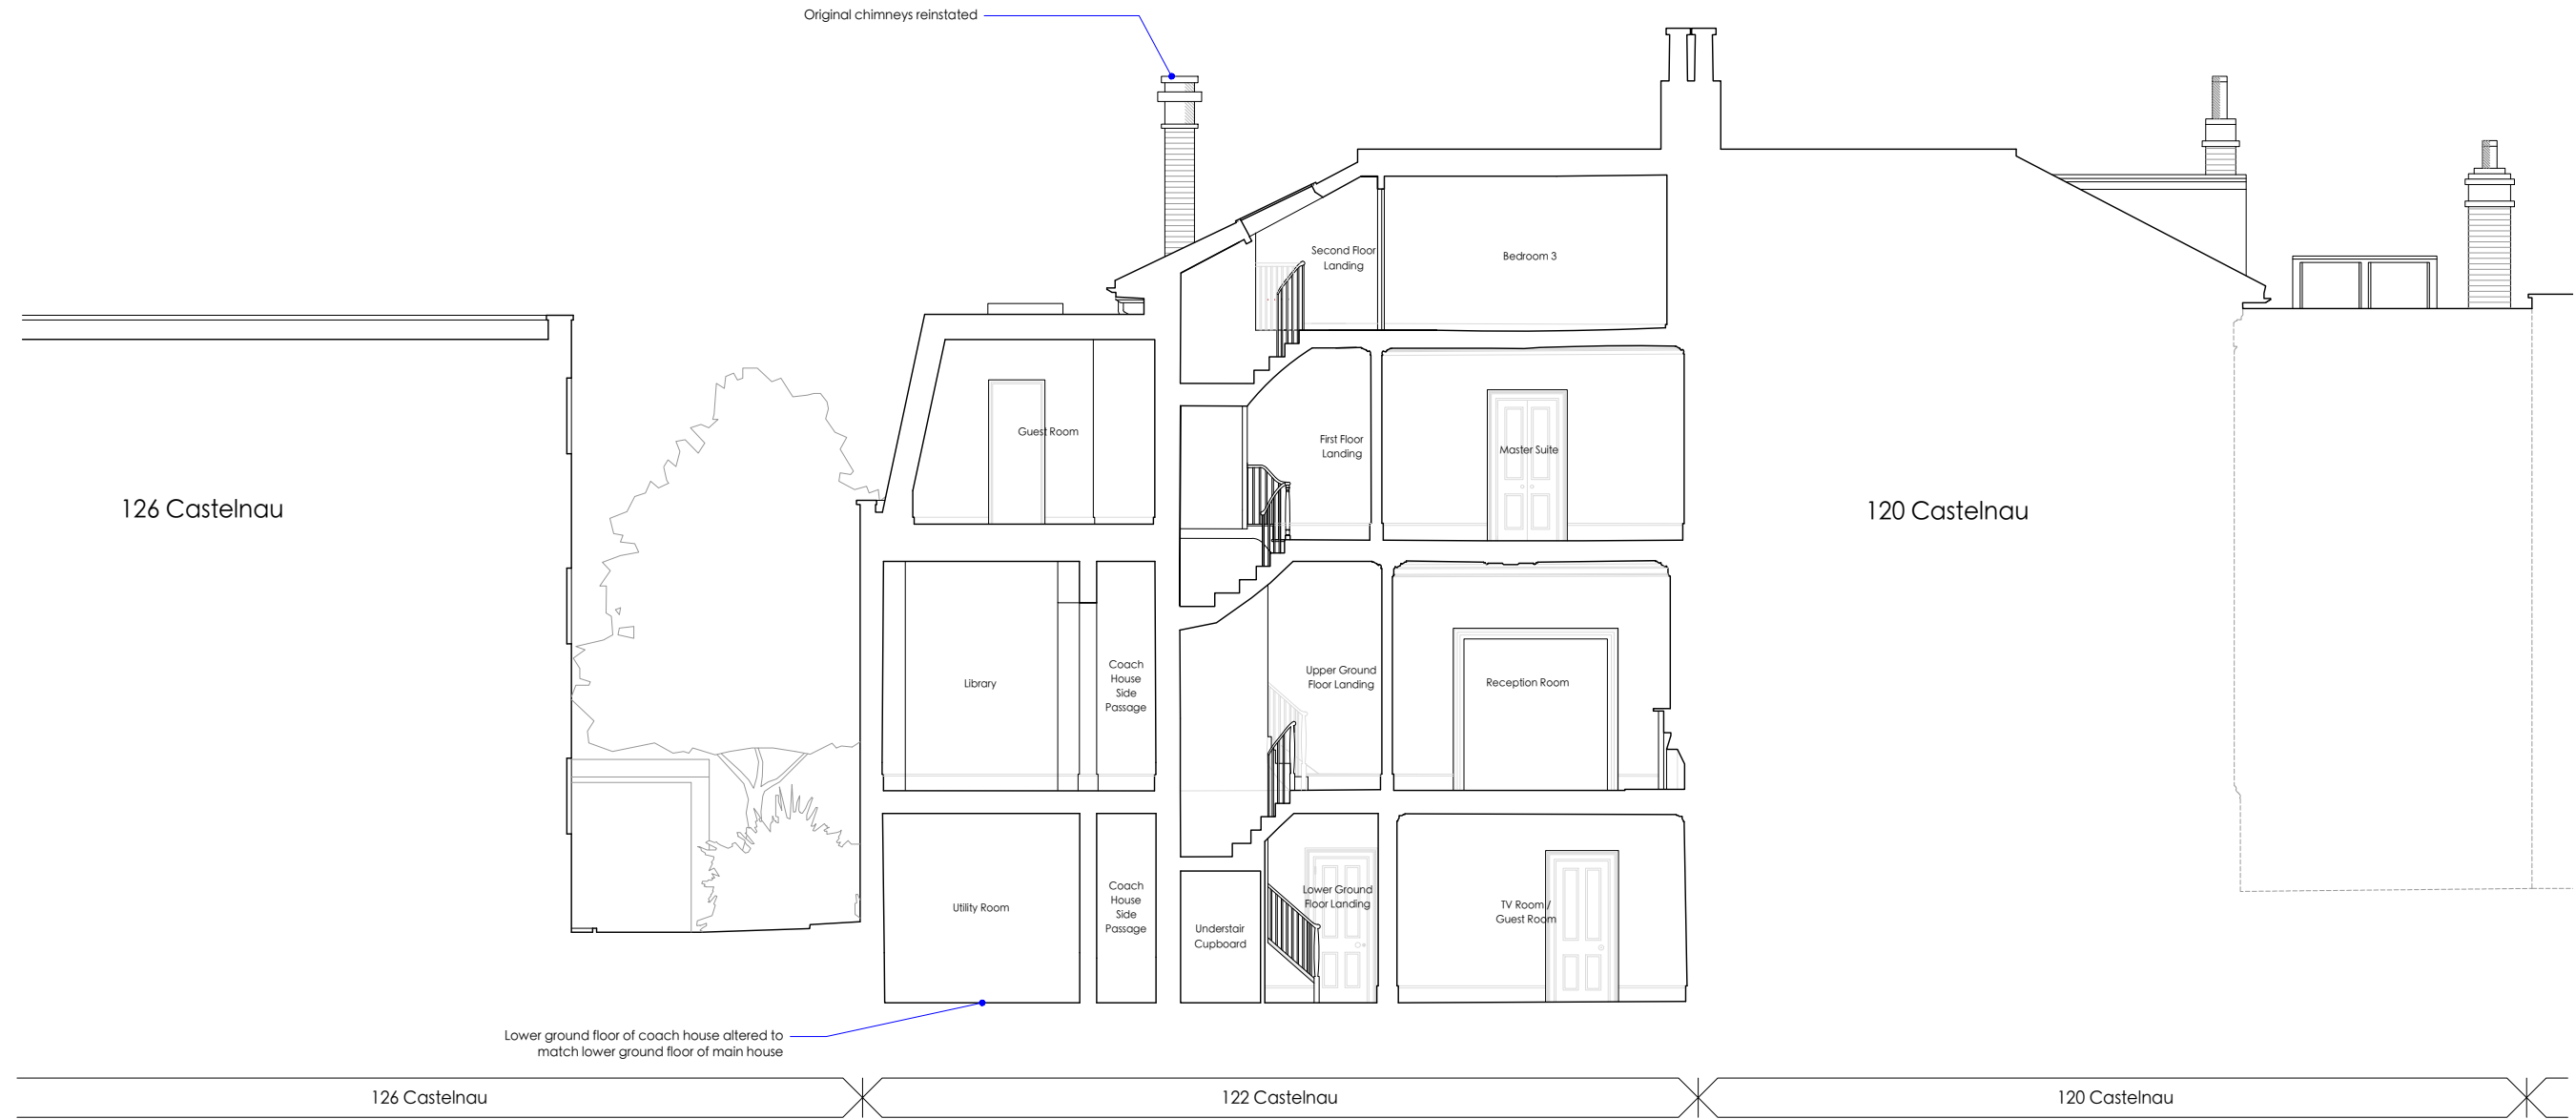 Original chimneys reinstated
Second Floor
Landing
Bedroom 3
Guest Room
First Floor
Landing
Master Suite
126 Castelnau
120 Castelnau
Library
Coach
House
Side
Passage
Upper Ground
Floor Landing
Reception Room
Utility Room
Coach
House
Side
Passage
Understair
Cupboard
Lower Ground
Floor Landing
TV Room /
Guest Room
Lower ground floor of coach house altered to
match lower ground floor of main house
126 Castelnau
122 Castelnau
120 Castelnau